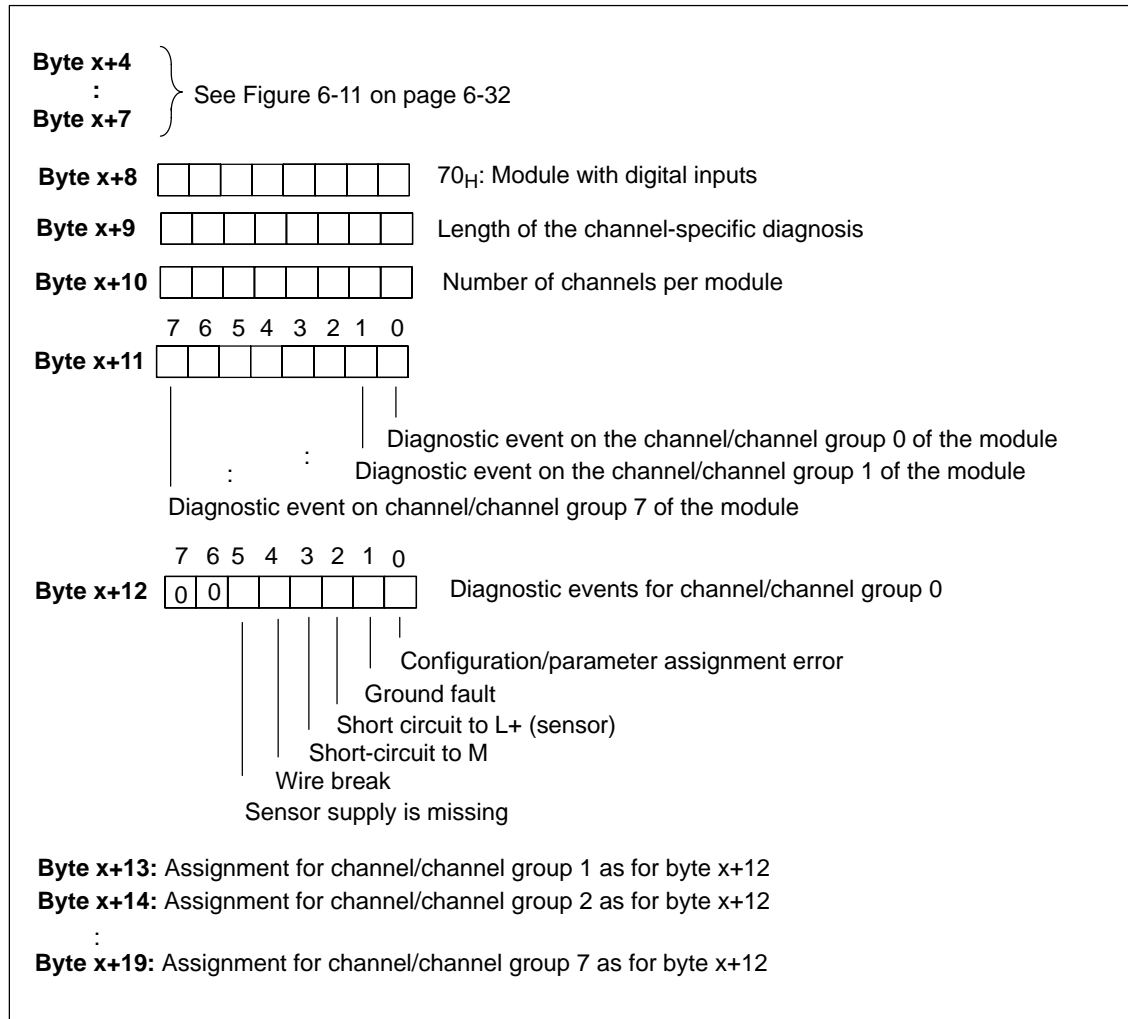 Byte x+4
:
Byte x+7
See Figure 6-11 on page 6-32
Byte x+8 70H: Module with digital inputs
Byte x+9 Length of the channel-specific diagnosis
Byte x+10 Number of channels per module
7 6 5 4 3 2 1 0
Byte x+11
Diagnostic event on the channel/channel group 0 of the module
: : Diagnostic event on the channel/channel group 1 of the module
Diagnostic event on channel/channel group 7 of the module
7 6 5 4 3 2 1 0
Byte x+12 0 0 Diagnostic events for channel/channel group 0
Configuration/parameter assignment error
Ground fault
Short circuit to L+ (sensor)
Short-circuit to M
Wire break
Sensor supply is missing
Byte x+13: Assignment for channel/channel group 1 as for byte x+12
Byte x+14: Assignment for channel/channel group 2 as for byte x+12
:
Byte x+19: Assignment for channel/channel group 7 as for byte x+12